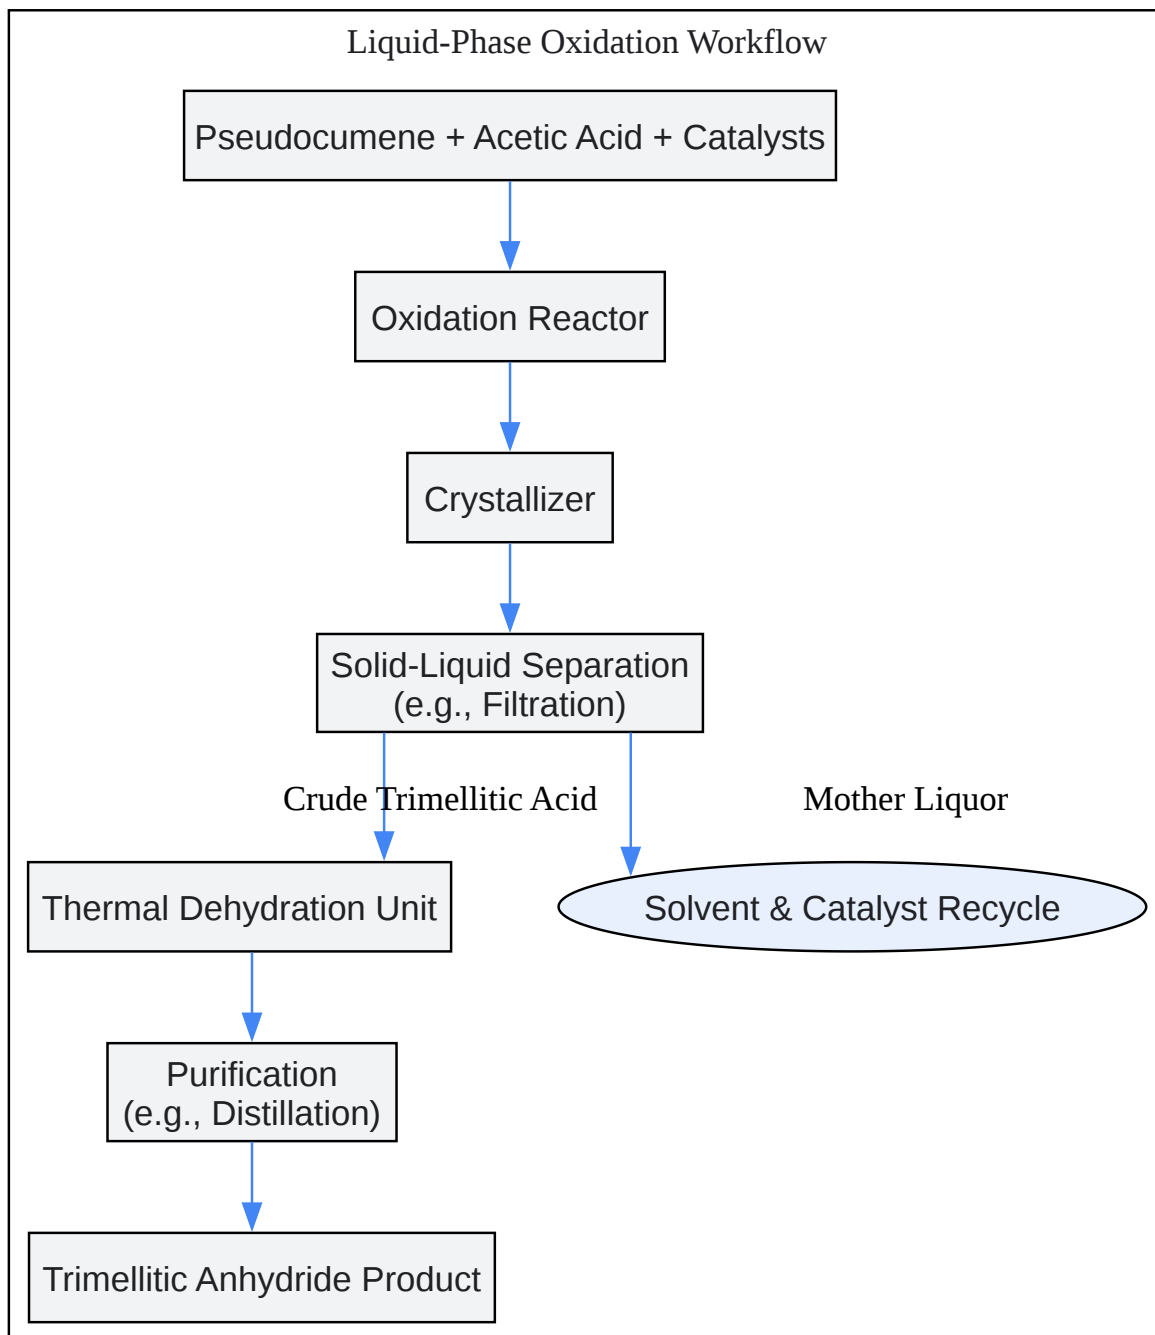 Liquid-Phase Oxidation Workflow
Pseudocumene + Acetic Acid + Catalysts
Oxidation Reactor
Crystallizer
Solid-Liquid Separation
(e.g., Filtration)
Crude Trimellitic Acid
Mother Liquor
Thermal Dehydration Unit
Solvent & Catalyst Recycle
Purification
(e.g., Distillation)
Trimellitic Anhydride Product